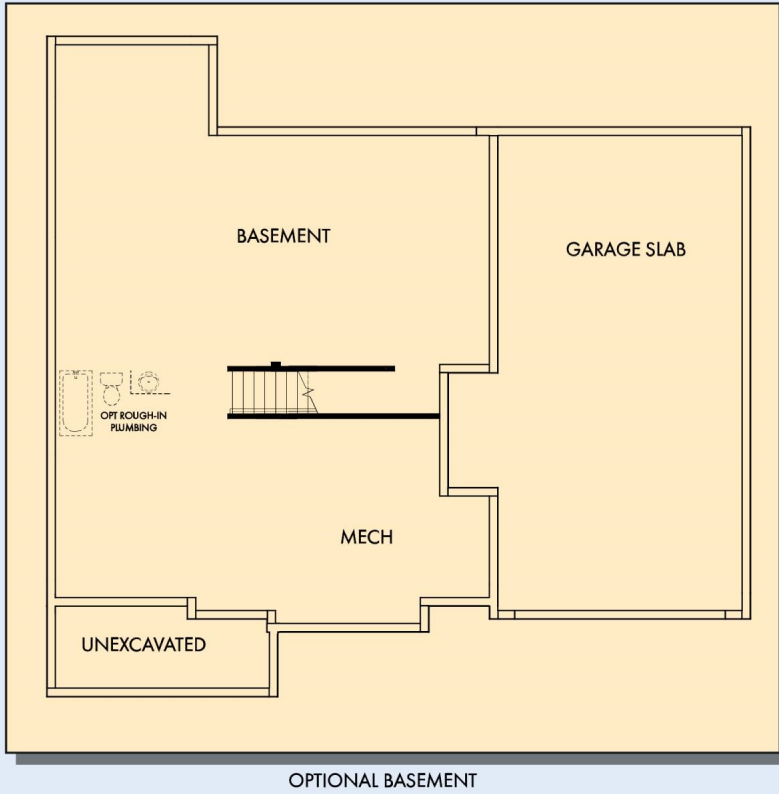 BASEMENT
GARAGE SLAB
OPT ROUGH-IN
PLUMBING
MECH
UNEXCAVATED
OPTIONAL BASEMENT